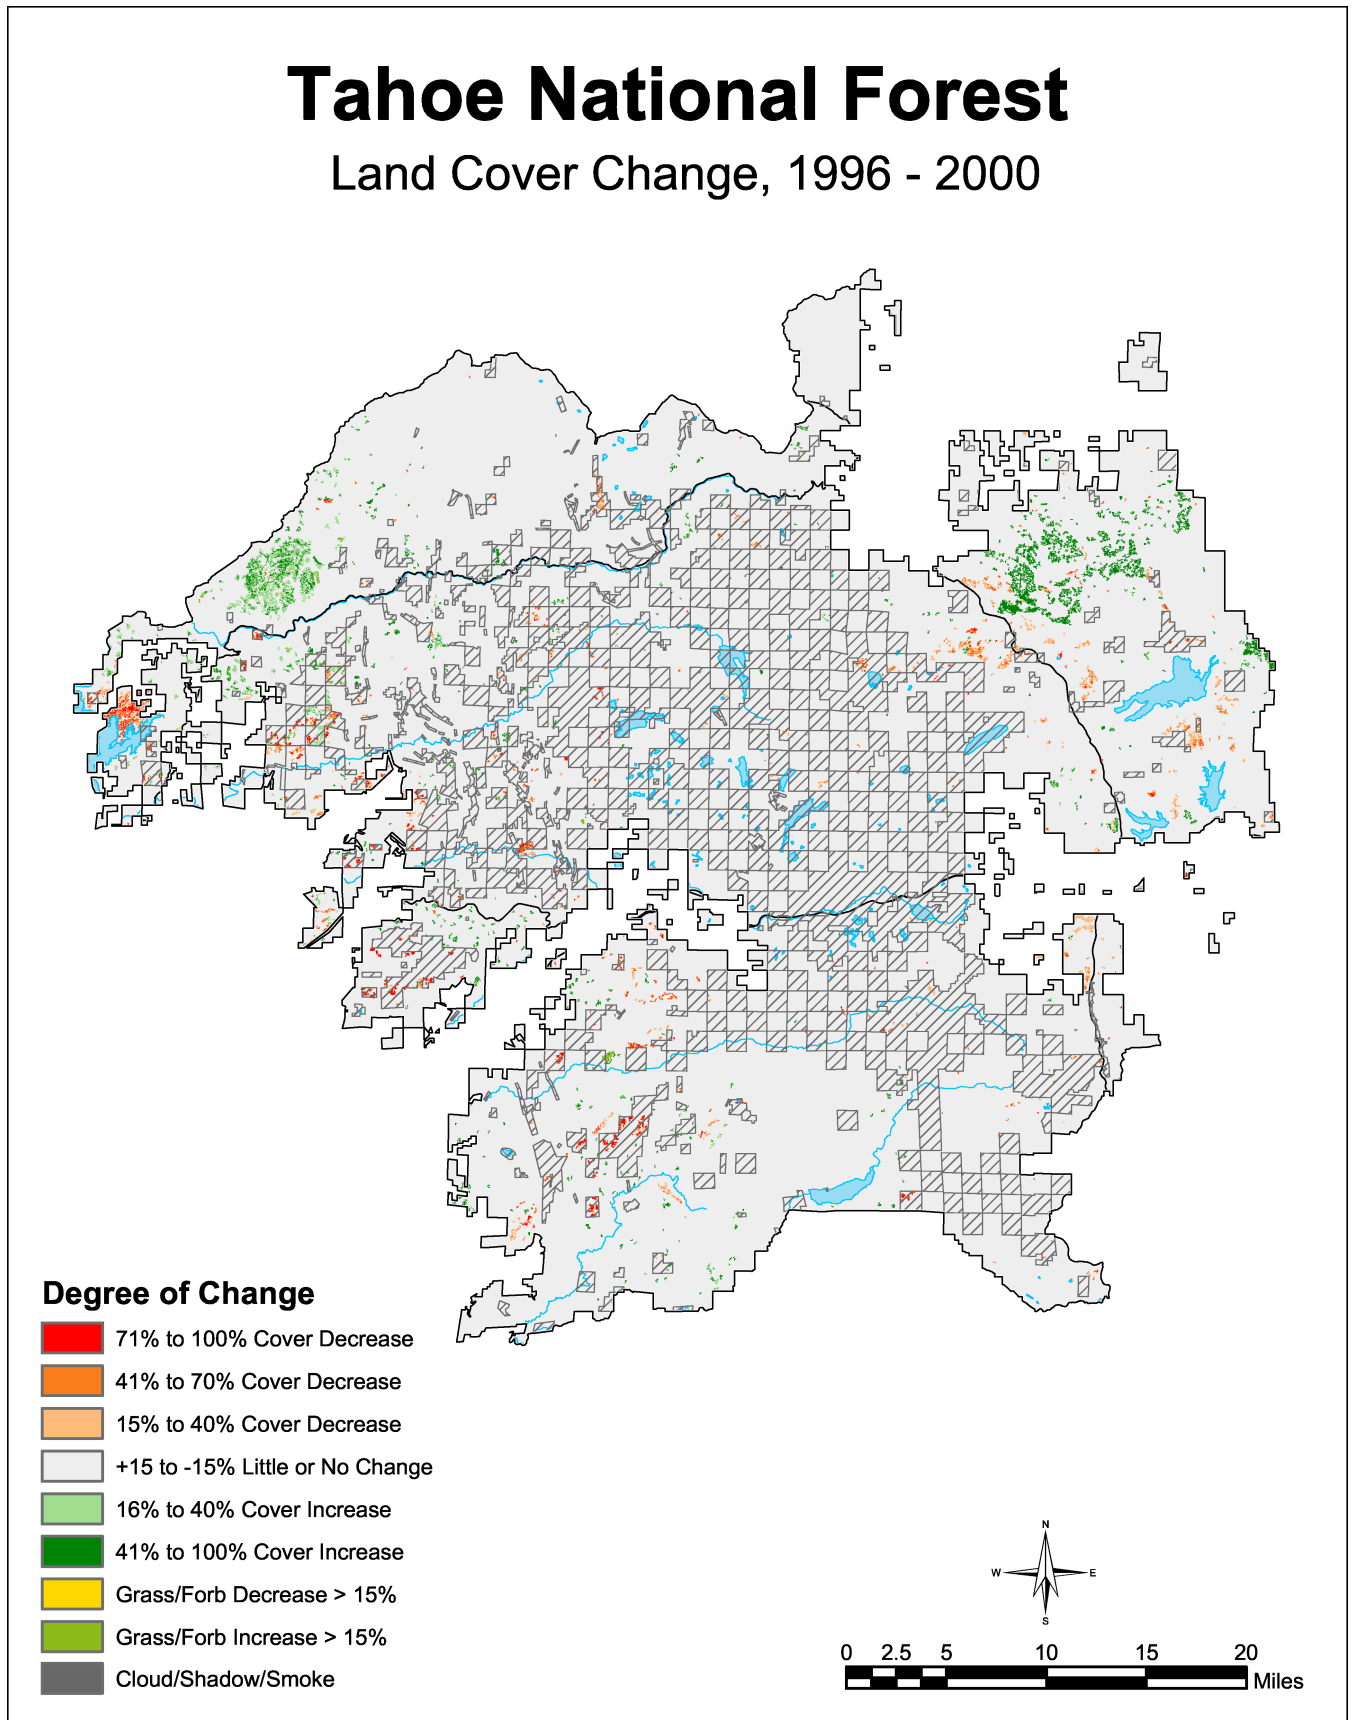 Tahoe National Forest
Land Cover Change, 1996 - 2000
Degree of Change
71% to 100% Cover Decrease
41% to 70% Cover Decrease
15% to 40% Cover Decrease
+15 to -15% Little or No Change
16% to 40% Cover Increase
41% to 100% Cover Increase
Grass/Forb Decrease > 15%
Grass/Forb Increase > 15%
Cloud/Shadow/Smoke
N
W E
S
0 2.5 5 10 15 20
Miles